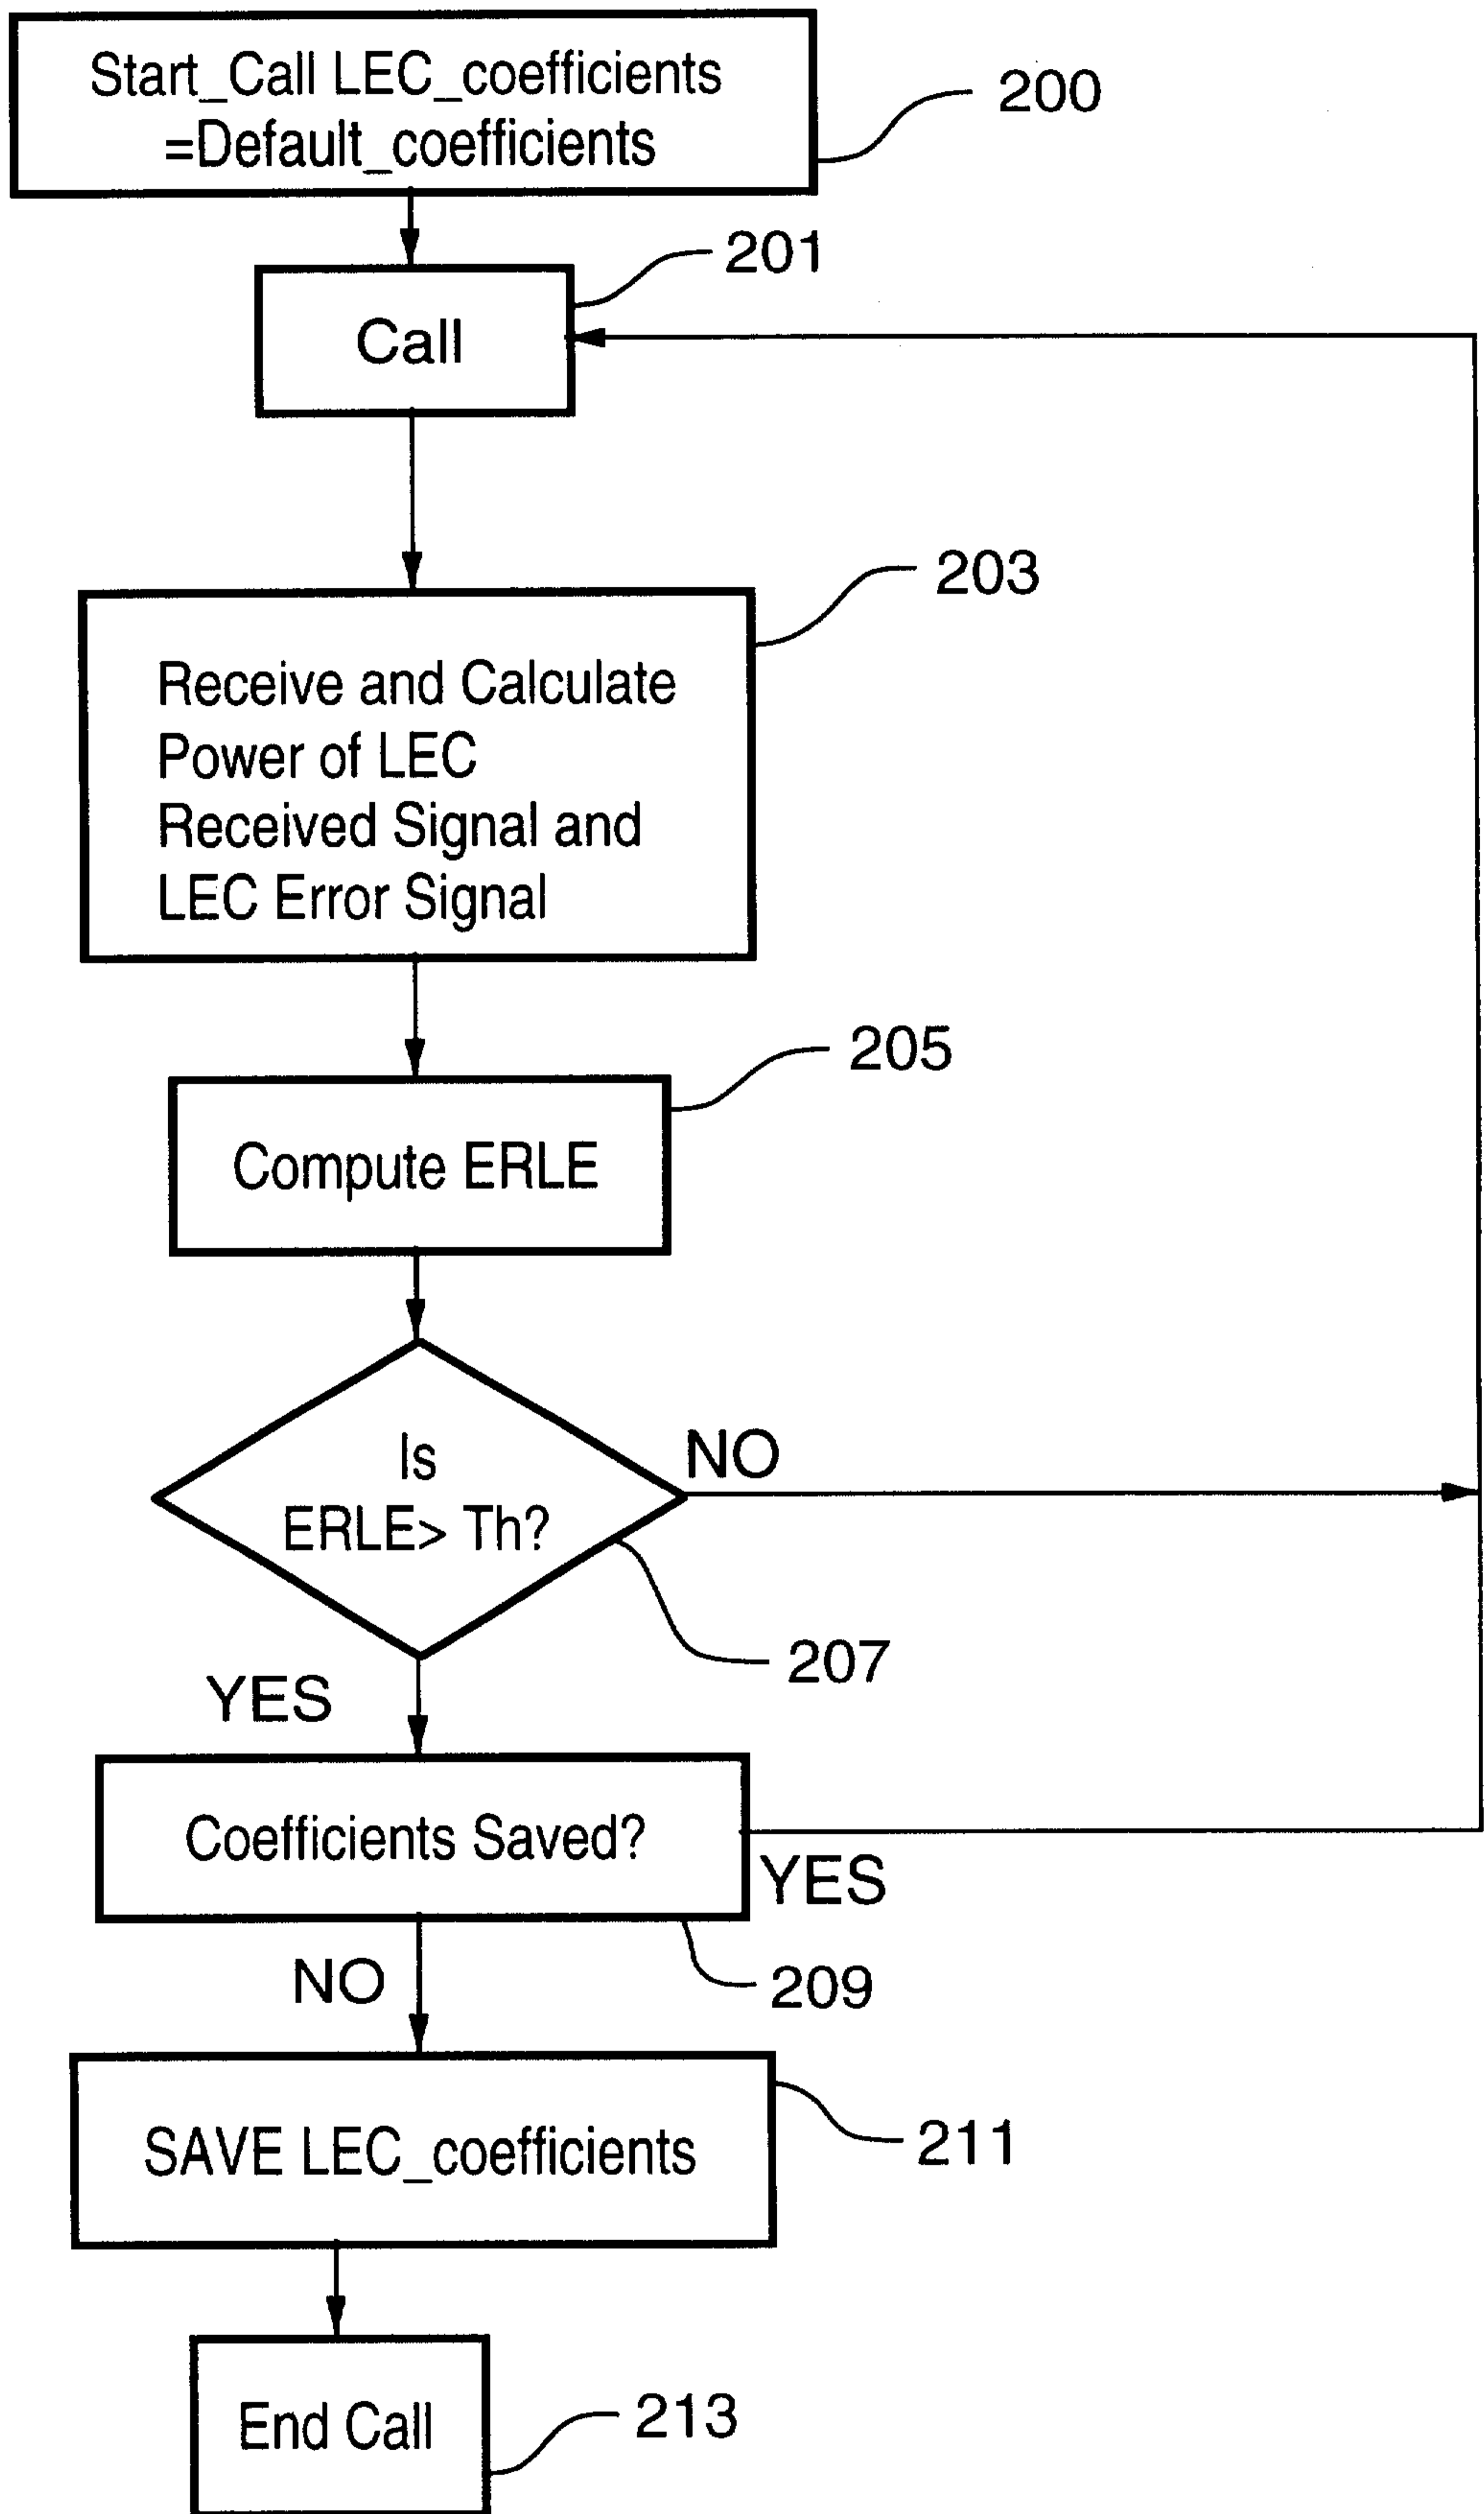 Start_Call LEC_coefficients
=Default_coefficients
200
201
Call
203
Receive and Calculate
Power of LEC
Received Signal and
LEC Error Signal
205
Compute ERLE
Is
ERLE> Th?
NO
207
YES
Coefficients Saved?
YES
NO
209
SAVE LEC_coefficients
211
End Call
213